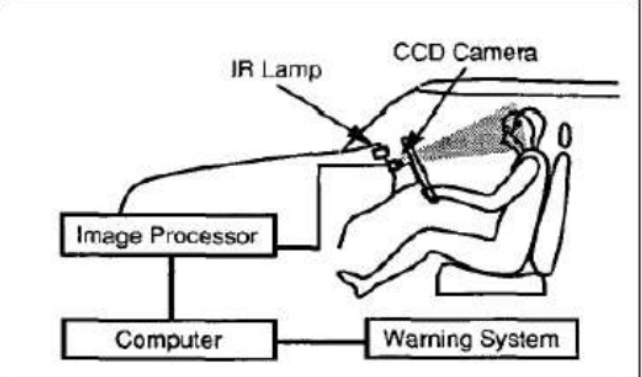 CCD Camera
IR Lamp
Image Processor
Computer
Warning System